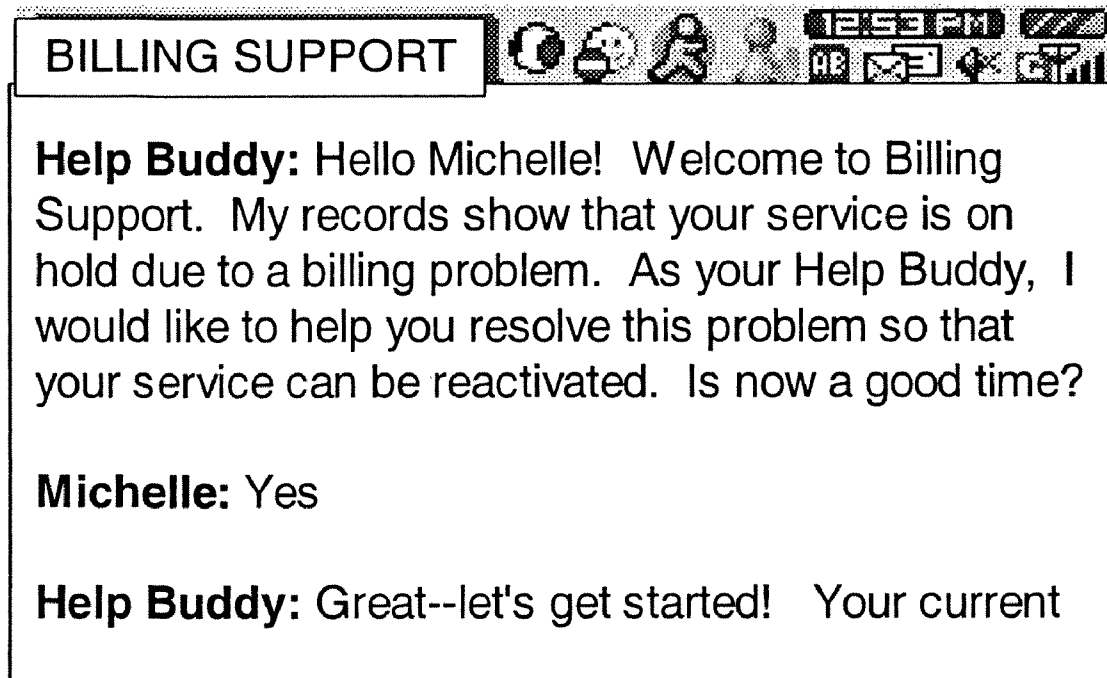 BILLING SUPPORT
12:53 PM
AB
G
Help Buddy: Hello Michelle!  Welcome to Billing
Support.  My records show that your service is on
hold due to a billing problem.  As your Help Buddy,  I
would like to help you resolve this problem so that
your service can be reactivated.  Is now a good time?
Michelle: Yes
Help Buddy: Great--let's get started!   Your current